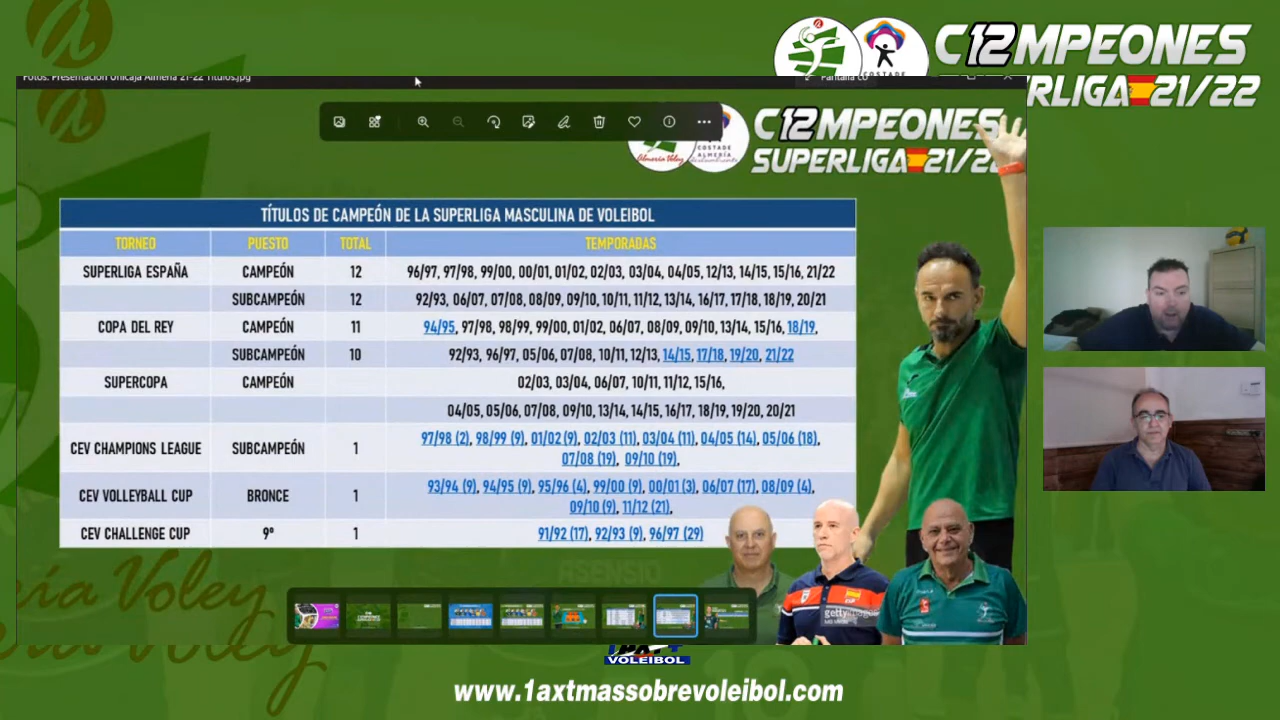 C12MPEONES
SUPERLIGA 21/22
COSTADE
Fotos: Presentación Unicaja Almería 21-22 Titulos.jpg
C12MPEONES
SUPERLIGA 21/22
Almería Voley
COSTADE
ALMERÍA
TÍTULOS DE CAMPEÓN DE LA SUPERLIGA MASCULINA DE VOLEIBOL
TORNEO PUESTO TOTAL TEMPORADAS
SUPERLIGA ESPAÑA CAMPEÓN 12 96/97, 97/98, 99/00, 00/01, 01/02, 02/03, 03/04, 04/05, 12/13, 14/15, 15/16, 21/22
SUBCAMPEÓN 12 92/93, 06/07, 07/08, 08/09, 09/10, 10/11, 11/12, 13/14, 16/17, 17/18, 18/19, 20/21
COPA DEL REY CAMPEÓN 11 94/95, 97/98, 98/99, 99/00, 01/02, 06/07, 08/09, 09/10, 13/14, 15/16, 18/19,
SUBCAMPEÓN 10 92/93, 96/97, 05/06, 07/08, 10/11, 12/13, 14/15, 17/18, 19/20, 21/22
SUPERCOPA CAMPEÓN 02/03, 03/04, 06/07, 10/11, 11/12, 15/16,
04/05, 05/06, 07/08, 09/10, 13/14, 14/15, 16/17, 18/19, 19/20, 20/21
CEV CHAMPIONS LEAGUE SUBCAMPEÓN 1 97/98 (2), 98/99 (9), 01/02 (9), 02/03 (11), 03/04 (11), 04/05 (14), 05/06 (18),
07/08 (19), 09/10 (19),
CEV VOLLEYBALL CUP BRONCE 1 93/94 (9), 94/95 (9), 95/96 (4), 99/00 (9), 00/01 (3), 06/07 (17), 08/09 (4),
09/10 (9), 11/12 (21),
CEV CHALLENGE CUP 9º 1 91/92 (17), 92/93 (9), 96/97 (29)
ASENSIO
ía Voley
gettyimages
VOLEIBOL
www.1axtmassobrevoleibol.com